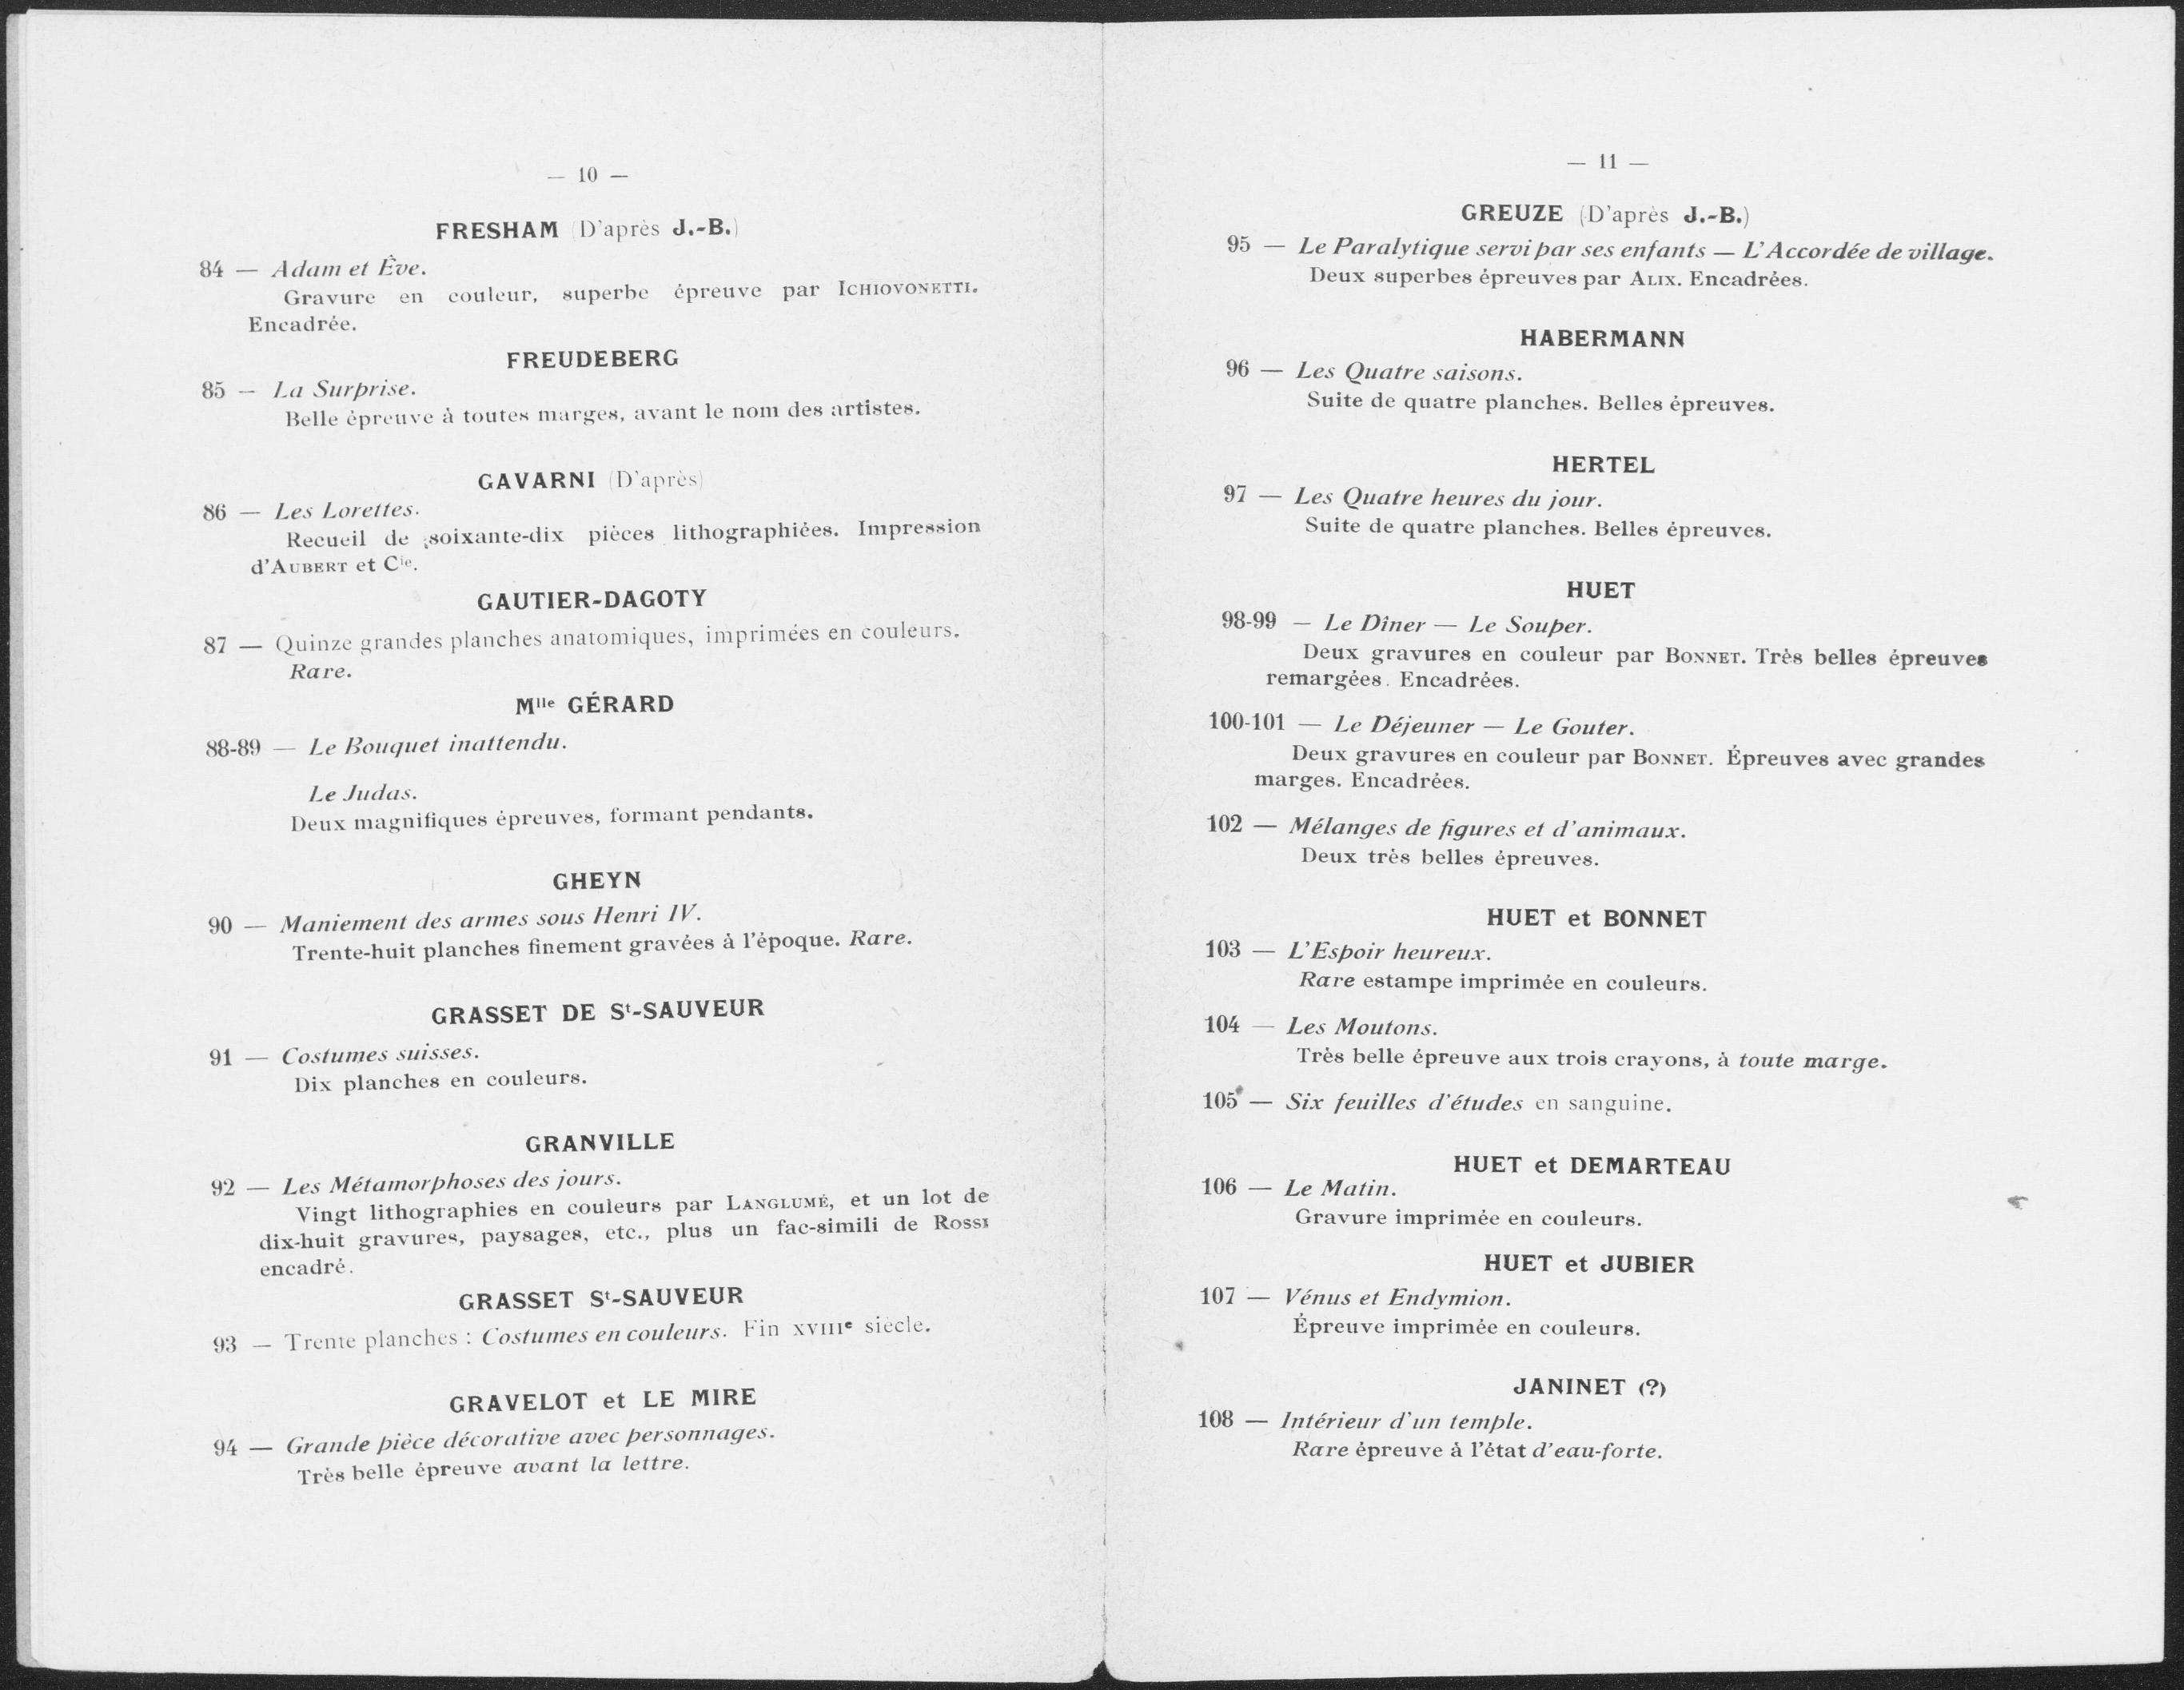 — 10 —
FRESHAM (D'après J.-B.)
84 — Adam et Ève.
Gravure en couleur, superbe épreuve par Ichiovonetti.
Encadrée.
FREUDEBERG
85 — La Surprise.
Belle épreuve à toutes marges, avant le nom des artistes.
GAVARNI (D'après)
86 — Les Lorettes.
Recueil de soixante-dix pièces lithographiées. Impression
d'Aubert et Cie.
GAUTIER-DAGOTY
87 — Quinze grandes planches anatomiques, imprimées en couleurs.
Rare.
Mlle GÉRARD
88-89 — Le Bouquet inattendu.
Le Judas.
Deux magnifiques épreuves, formant pendants.
GHEYN
90 — Maniement des armes sous Henri IV.
Trente-huit planches finement gravées à l'époque. Rare.
GRASSET DE St-SAUVEUR
91 — Costumes suisses.
Dix planches en couleurs.
GRANVILLE
92 — Les Métamorphoses des jours.
Vingt lithographies en couleurs par Langlumé, et un lot de
dix-huit gravures, paysages, etc., plus un fac-simili de Rossi
encadré.
GRASSET St-SAUVEUR
93 — Trente planches : Costumes en couleurs. Fin XVIIIe siècle.
GRAVELOT et LE MIRE
94 — Grande pièce décorative avec personnages.
Très belle épreuve avant la lettre.
— 11 —
GREUZE (D'après J.-B.)
95 — Le Paralytique servi par ses enfants — L'Accordée de village.
Deux superbes épreuves par Alix. Encadrées.
HABERMANN
96 — Les Quatre saisons.
Suite de quatre planches. Belles épreuves.
HERTEL
97 — Les Quatre heures du jour.
Suite de quatre planches. Belles épreuves.
HUET
98-99 — Le Dîner — Le Souper.
Deux gravures en couleur par Bonnet. Très belles épreuves
remargées. Encadrées.
100-101 — Le Déjeuner — Le Gouter.
Deux gravures en couleur par Bonnet. Épreuves avec grandes
marges. Encadrées.
102 — Mélanges de figures et d'animaux.
Deux très belles épreuves.
HUET et BONNET
103 — L'Espoir heureux.
Rare estampe imprimée en couleurs.
104 — Les Moutons.
Très belle épreuve aux trois crayons, à toute marge.
105 — Six feuilles d'études en sanguine.
HUET et DEMARTEAU
106 — Le Matin.
Gravure imprimée en couleurs.
HUET et JUBIER
107 — Vénus et Endymion.
Épreuve imprimée en couleurs.
JANINET (?)
108 — Intérieur d'un temple.
Rare épreuve à l'état d'eau-forte.